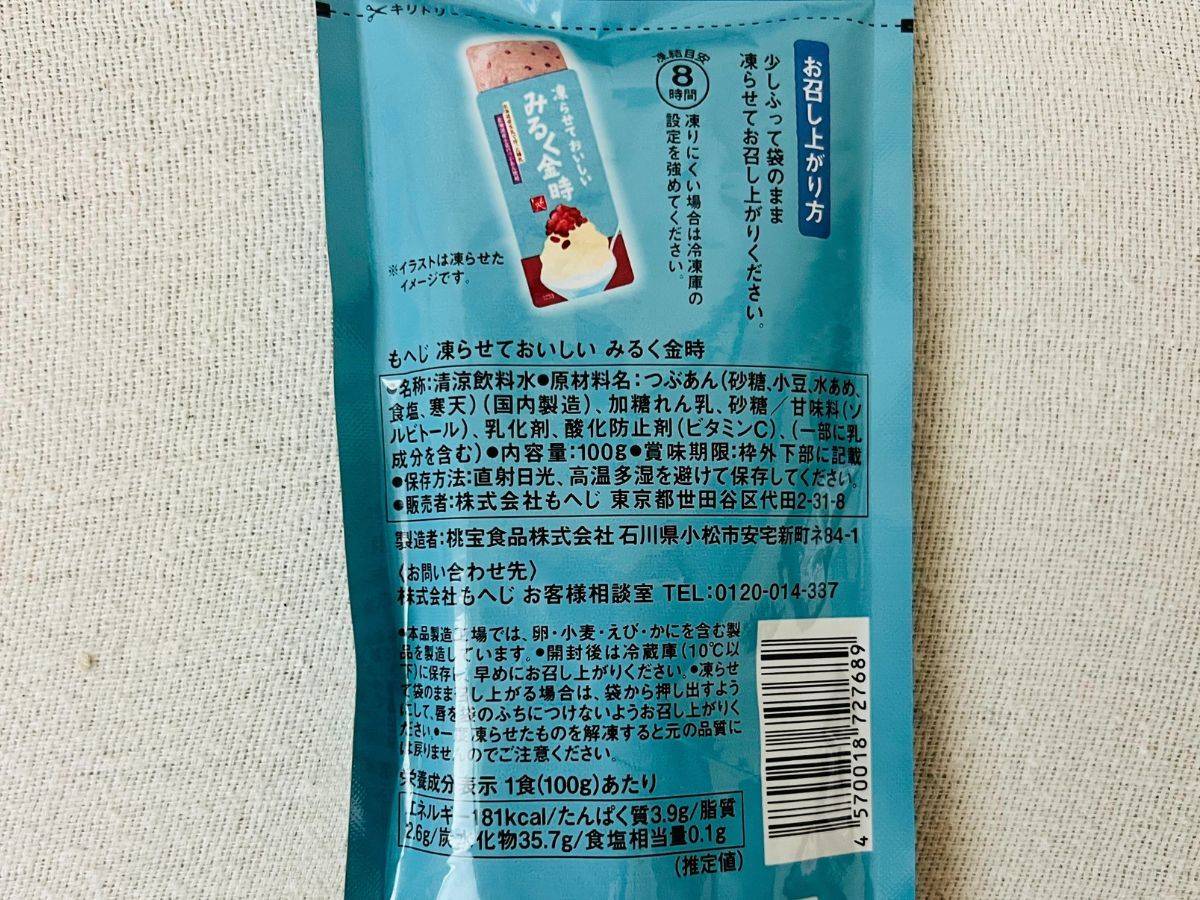 キリトリ
お召し上がり方
少しふって袋のまま
凍らせてお召し上がりください。
凍結目安
8
時間
凍りにくい場合は冷凍庫の
設定を強めてください。
凍らせておいしい
みるく金時
※イラストは凍らせた
イメージです。
もへじ 凍らせておいしい みるく金時
●名称:清涼飲料水●原材料名:つぶあん(砂糖、小豆、水あめ、
食塩、寒天)(国内製造)、加糖れん乳、砂糖/甘味料(ソ
ルビトール)、乳化剤、酸化防止剤(ビタミンC)、(一部に乳
成分を含む)●内容量:100g●賞味期限:枠外下部に記載
●保存方法:直射日光、高温多湿を避けて保存してください。
●販売者:株式会社もへじ 東京都世田谷区代田2-31-8
製造者:桃宝食品株式会社 石川県小松市安宅新町ネ84-1
〈お問い合わせ先〉
株式会社もへじ お客様相談室 TEL:0120-014-337
●本品製造工場では、卵・小麦・えび・かにを含む製
品を製造しています。●開封後は冷蔵庫(10℃以
下)に保存し、早めにお召し上がりください。●凍らせ
て袋のまま召し上がる場合は、袋から押し出すよう
にして、唇を袋のふちにつけないようお召し上がりく
ださい。●一度凍らせたものを解凍すると元の品質に
は戻りませんのでご注意ください。
栄養成分表示 1食(100g)あたり
エネルギー181kcal/たんぱく質3.9g/脂質
2.6g/炭水化物35.7g/食塩相当量0.1g
(推定値)
4 570018 727689